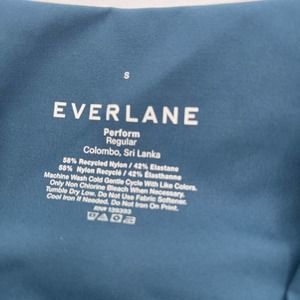 S
EVERLANE
Perform
Regular
Colombo, Sri Lanka
58% Recycled Nylon / 42% Elastane
58% Nylon Recyclé / 42% Élasthanne
Machine Wash Cold Gentle Cycle With Like Colors.
Only Non Chlorine Bleach When Necessary.
Tumble Dry Low. Do Not Use Fabric Softener.
Cool Iron If Needed. Do Not Iron On Print.
RN# 139393